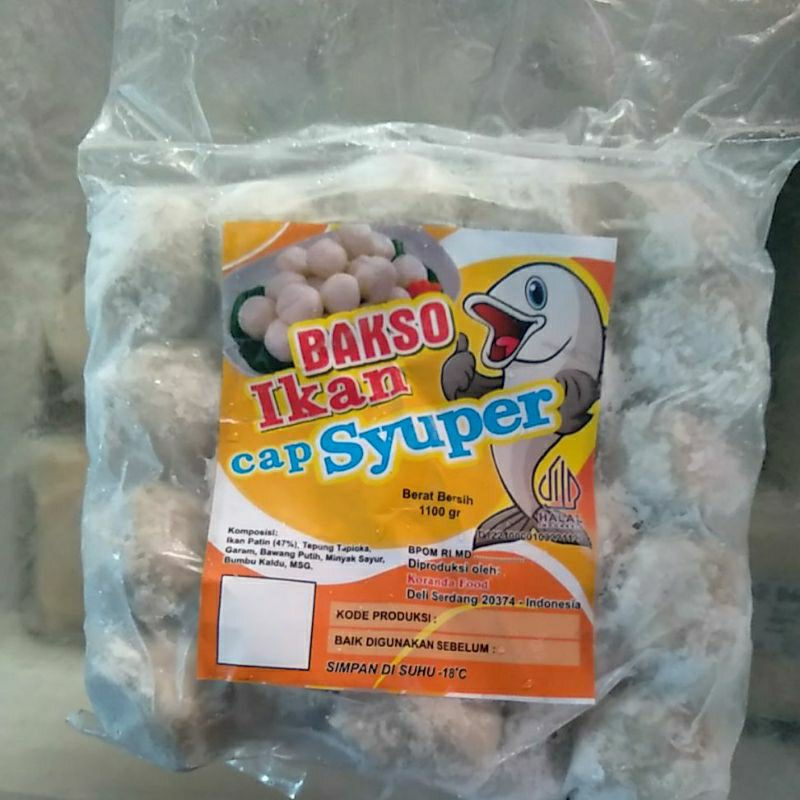 BAKSO
Ikan
cap Syuper
Berat Bersih
1100 gr
HALAL
Komposisi:
Ikan Patin (47%), Tepung Tapioka,
Garam, Bawang Putih, Minyak Sayur,
Bumbu Kaldu, MSG.
BPOM RI MD
Diproduksi oleh:
Koranda Food
Deli Serdang 20374 - Indonesia
KODE PRODUKSI :
BAIK DIGUNAKAN SEBELUM :
SIMPAN DI SUHU -18°C